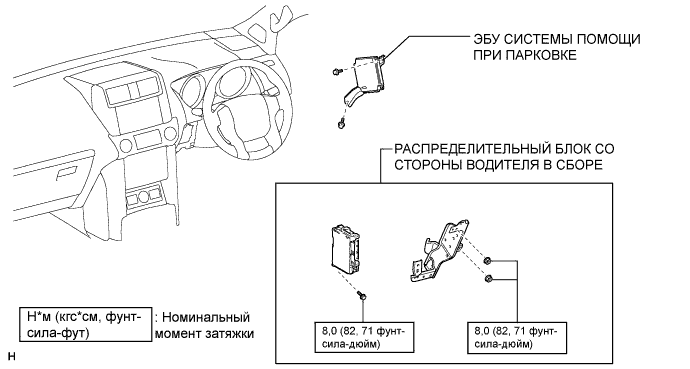 ЭБУ СИСТЕМЫ ПОМОЩИ
ПРИ ПАРКОВКЕ
РАСПРЕДЕЛИТЕЛЬНЫЙ БЛОК СО
СТОРОНЫ ВОДИТЕЛЯ В СБОРЕ
8,0 (82, 71 фунт-
сила-дюйм)
8,0 (82, 71 фунт-
сила-дюйм)
Н*м (кгс*см, фунт-
сила-фут)
: Номинальный
момент затяжки
H